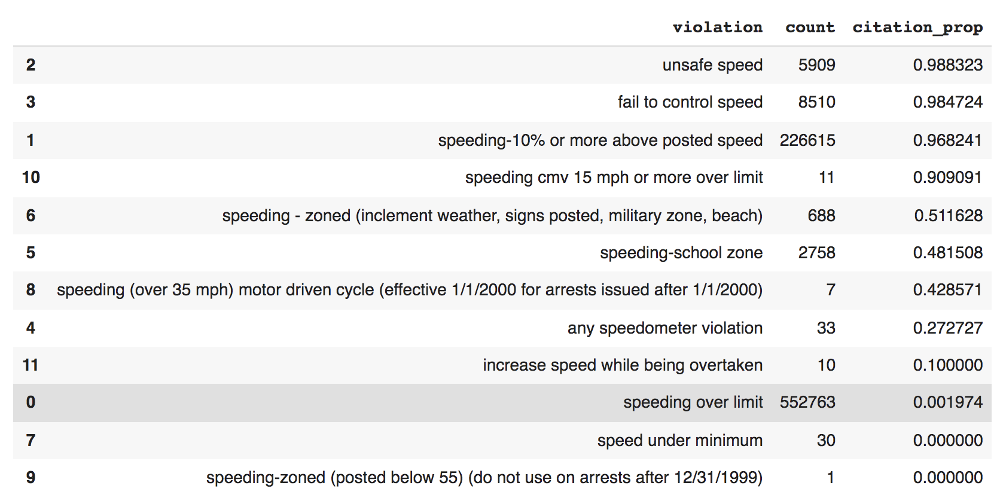 violation count citation_prop
2 unsafe speed 5909 0.988323
3 fail to control speed 8510 0.984724
1 speeding-10% or more above posted speed 226615 0.968241
10 speeding cmv 15 mph or more over limit 11 0.909091
6 speeding - zoned (inclement weather, signs posted, military zone, beach) 688 0.511628
5 speeding-school zone 2758 0.481508
8 speeding (over 35 mph) motor driven cycle (effective 1/1/2000 for arrests issued after 1/1/2000) 7 0.428571
4 any speedometer violation 33 0.272727
11 increase speed while being overtaken 10 0.100000
0 speeding over limit 552763 0.001974
7 speed under minimum 30 0.000000
9 speeding-zoned (posted below 55) (do not use on arrests after 12/31/1999) 1 0.000000